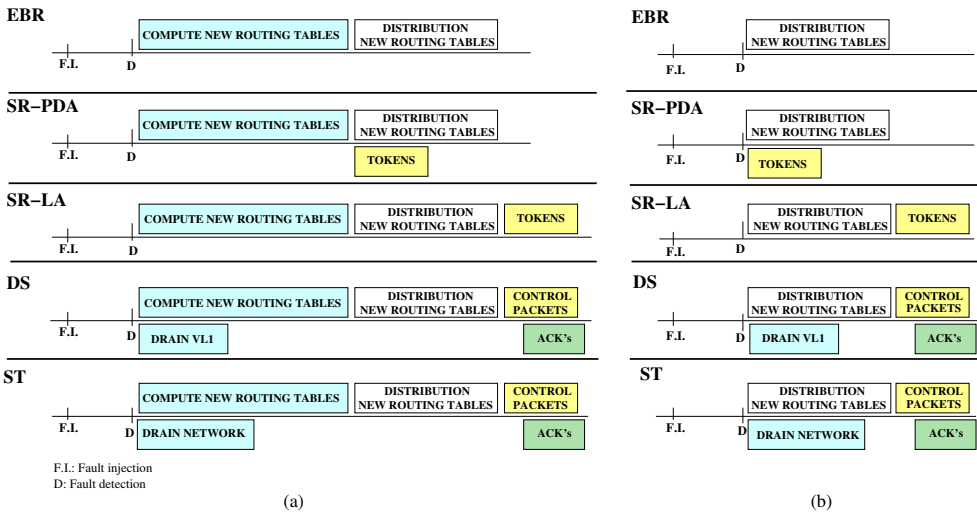 EBR
COMPUTE NEW ROUTING TABLES
DISTRIBUTION
NEW ROUTING TABLES
F.I.
D
SR−PDA
COMPUTE NEW ROUTING TABLES
DISTRIBUTION
NEW ROUTING TABLES
F.I.
D
TOKENS
SR−LA
COMPUTE NEW ROUTING TABLES
DISTRIBUTION
NEW ROUTING TABLES
TOKENS
F.I.
D
DS
COMPUTE NEW ROUTING TABLES
DISTRIBUTION
NEW ROUTING TABLES
CONTROL
PACKETS
F.I.
D
DRAIN VL1
ACK's
ST
COMPUTE NEW ROUTING TABLES
DISTRIBUTION
NEW ROUTING TABLES
CONTROL
PACKETS
F.I.
D
DRAIN NETWORK
ACK's
F.I.: Fault injection
D: Fault detection
(a)
EBR
DISTRIBUTION
NEW ROUTING TABLES
F.I.
D
SR−PDA
DISTRIBUTION
NEW ROUTING TABLES
F.I.
D
TOKENS
SR−LA
DISTRIBUTION
NEW ROUTING TABLES
TOKENS
F.I.
D
DS
DISTRIBUTION
NEW ROUTING TABLES
CONTROL
PACKETS
F.I.
D
DRAIN VL1
ACK's
ST
DISTRIBUTION
NEW ROUTING TABLES
CONTROL
PACKETS
F.I.
D
DRAIN NETWORK
ACK's
(b)